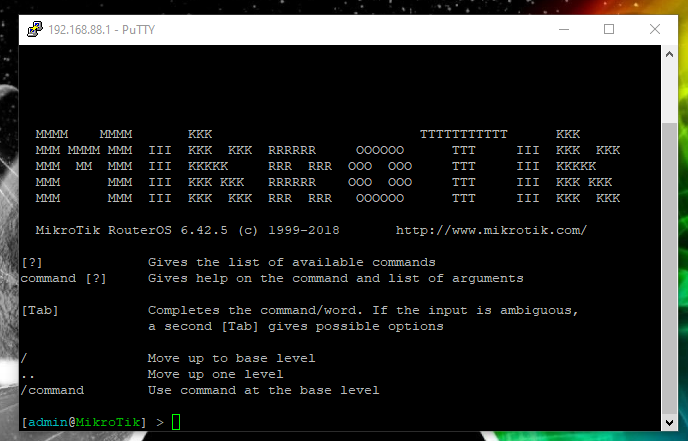 192.168.88.1 - PuTTY
MMMM    MMMM       KKK                          TTTTTTTTTTT      KKK
MMM MMMM MMM  III  KKK  KKK  RRRRRR     OOOOOO      TTT     III  KKK  KKK
MMM  MM  MMM  III  KKKKK     RRR  RRR  OOO  OOO     TTT     III  KKKKK
MMM      MMM  III  KKK KKK   RRRRRR    OOO  OOO     TTT     III  KKK KKK
MMM      MMM  III  KKK  KKK  RRR  RRR   OOOOOO      TTT     III  KKK  KKK
MikroTik RouterOS 6.42.5 (c) 1999-2018       http://www.mikrotik.com/
[?]             Gives the list of available commands
command [?]     Gives help on the command and list of arguments
[Tab]           Completes the command/word. If the input is ambiguous,
a second [Tab] gives possible options
/               Move up to base level
..              Move up one level
/command        Use command at the base level
[admin@MikroTik] >